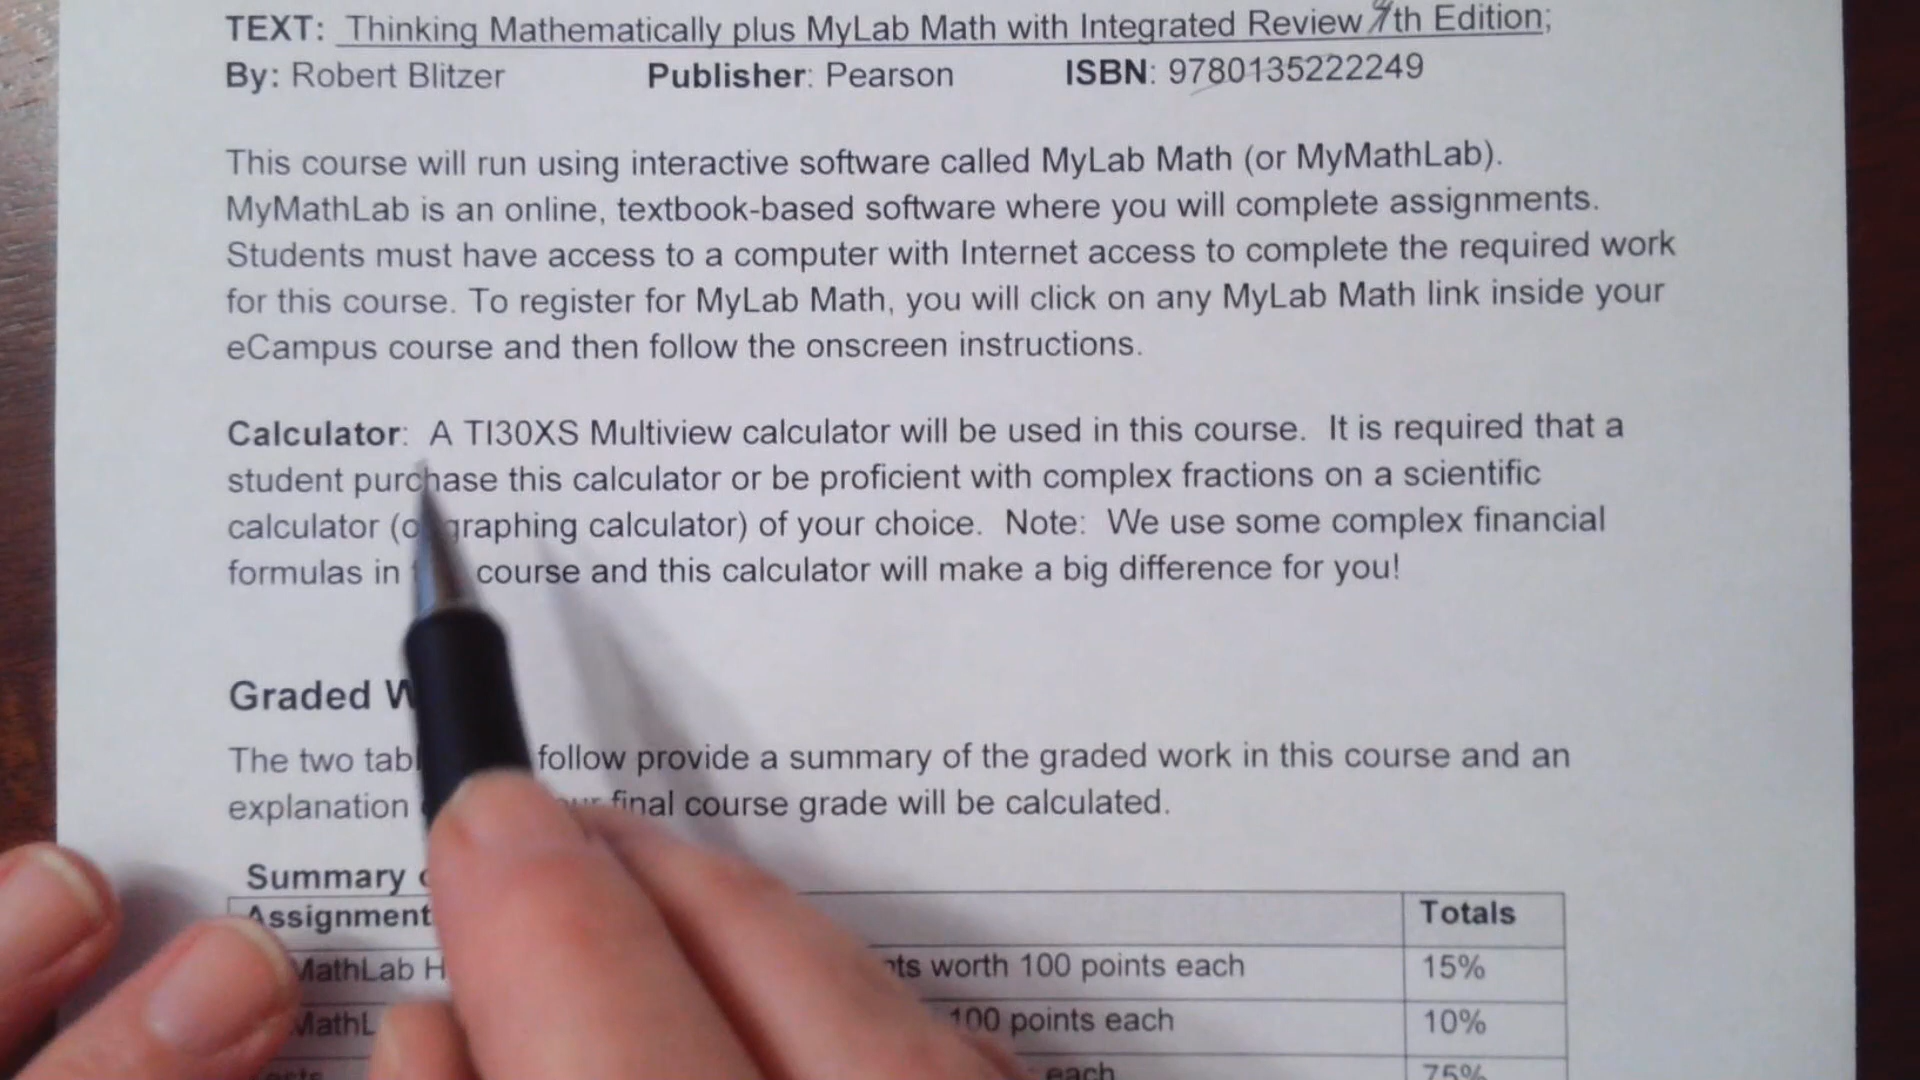 TEXT: Thinking Mathematically plus MyLab Math with Integrated Review 7th Edition;
By: Robert Blitzer Publisher: Pearson ISBN: 9780135222249
This course will run using interactive software called MyLab Math (or MyMathLab).
MyMathLab is an online, textbook-based software where you will complete assignments.
Students must have access to a computer with Internet access to complete the required work
for this course. To register for MyLab Math, you will click on any MyLab Math link inside your
eCampus course and then follow the onscreen instructions.
Calculator: A TI30XS Multiview calculator will be used in this course. It is required that a
student purchase this calculator or be proficient with complex fractions on a scientific
calculator (or graphing calculator) of your choice. Note: We use some complex financial
formulas in course and this calculator will make a big difference for you!
Graded
The two follow provide a summary of the graded work in this course and an
explanation final course grade will be calculated.
Summary
Assignment Totals
MathLab worth 100 points each 15%
100 points each 10%
each 75%